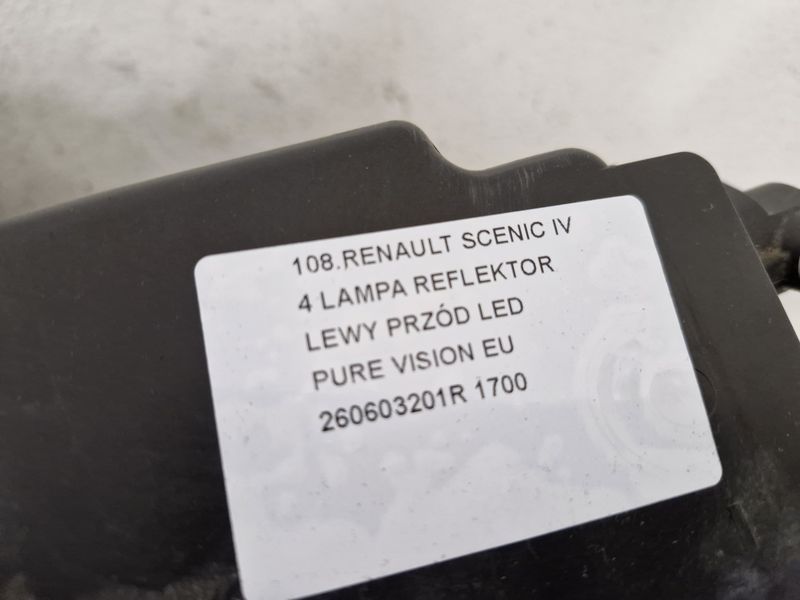 108.RENAULT SCENIC IV
4 LAMPA REFLEKTOR
LEWY PRZÓD LED
PURE VISION EU
260603201R 1700